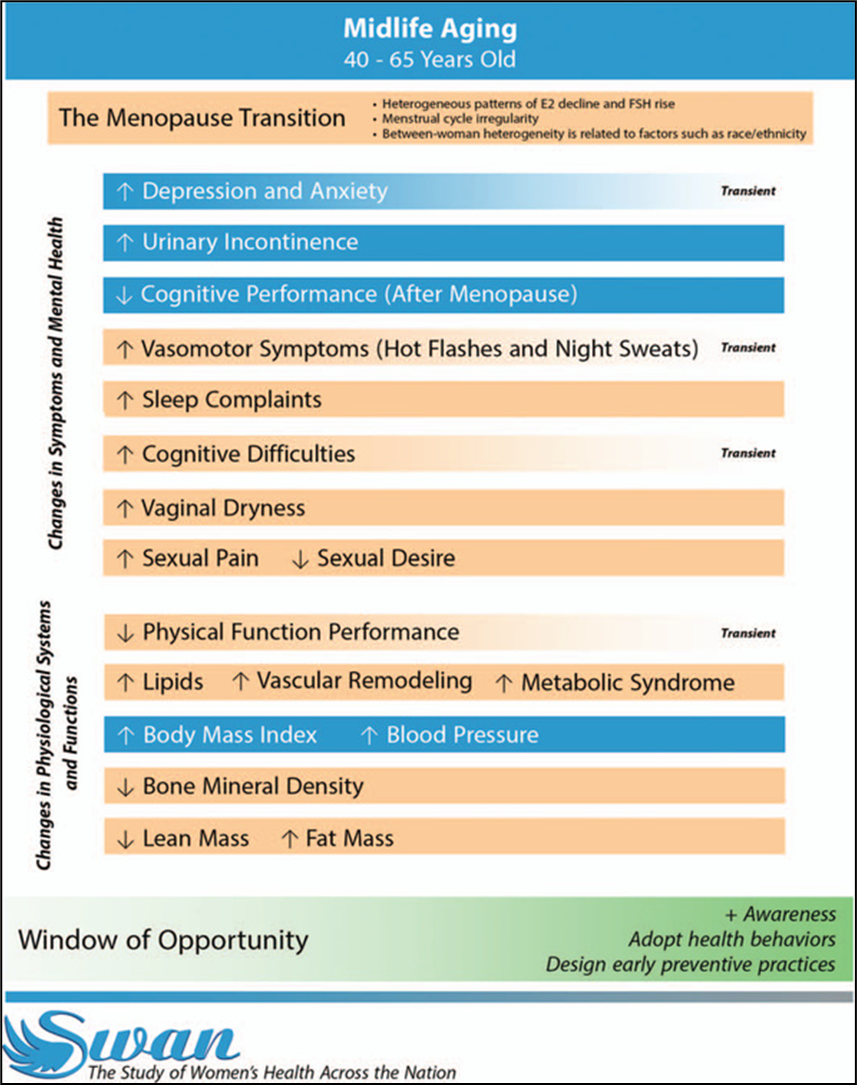 Midlife Aging
40 - 65 Years Old
The Menopause Transition
• Heterogeneous patterns of E2 decline and FSH rise
• Menstrual cycle irregularity
• Between-woman heterogeneity is related to factors such as race/ethnicity
Changes in Symptoms and Mental Health
↑ Depression and Anxiety Transient
↑ Urinary Incontinence
↓ Cognitive Performance (After Menopause)
↑ Vasomotor Symptoms (Hot Flashes and Night Sweats) Transient
↑ Sleep Complaints
↑ Cognitive Difficulties Transient
↑ Vaginal Dryness
↑ Sexual Pain ↓ Sexual Desire
Changes in Physiological Systems
and Functions
↓ Physical Function Performance Transient
↑ Lipids ↑ Vascular Remodeling ↑ Metabolic Syndrome
↑ Body Mass Index ↑ Blood Pressure
↓ Bone Mineral Density
↓ Lean Mass ↑ Fat Mass
Window of Opportunity
+ Awareness
Adopt health behaviors
Design early preventive practices
Swan
The Study of Women's Health Across the Nation